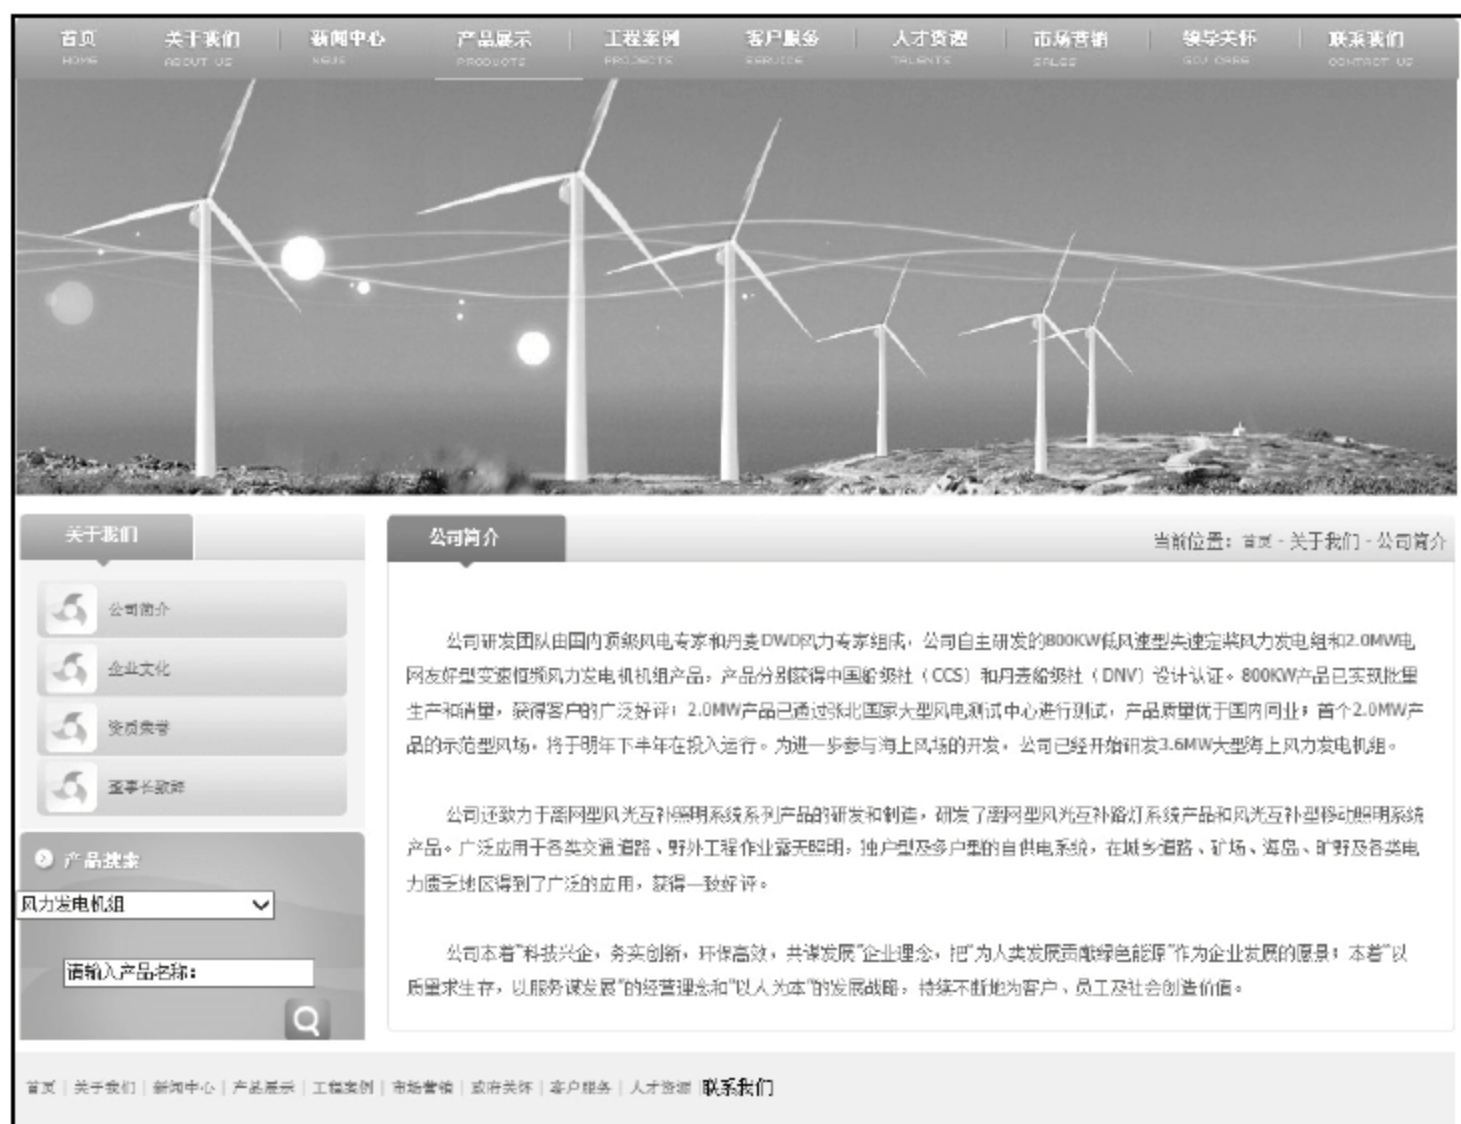 首页 关于我们 新闻中心 产品展示 工程案例 客户服务 人才资源 市场营销 领导关怀 联系我们
HOME ABOUT US NEWS PRODUCTS PROJECTS SERVICE TALENTS SALES GOV CARE CONTACT US
关于我们
公司简介
企业文化
资质荣誉
董事长致辞
产品搜索
风力发电机组
请输入产品名称:
公司简介
当前位置：首页 - 关于我们 - 公司简介
公司研发团队由国内顶级风电专家和丹麦DWD风力专家组成，公司自主研发的800KW低风速型失速定桨风力发电组和2.0MW电
网友好型变速恒频风力发电机机组产品，产品分别获得中国船级社（CCS）和丹麦船级社（DNV）设计认证。800KW产品已实现批量
生产和销量，获得客户的广泛好评；2.0MW产品已通过张北国家大型风电测试中心进行测试，产品质量优于国内同业；首个2.0MW产
品的示范型风场，将于明年下半年在投入运行。为进一步参与海上风场的开发，公司已经开始研发3.6MW大型海上风力发电机组。
公司还致力于离网型风光互补照明系统系列产品的研发和制造，研发了离网型风光互补路灯系统产品和风光互补型移动照明系统
产品。广泛应用于各类交通道路、野外工程作业露天照明，独户型及多户型的自供电系统，在城乡道路、矿场、海岛、旷野及各类电
力匮乏地区得到了广泛的应用，获得一致好评。
公司本着"科技兴企，务实创新，环保高效，共谋发展"企业理念，把"为人类发展贡献绿色能源"作为企业发展的愿景；本着"以
质量求生存，以服务谋发展"的经营理念和"以人为本"的发展战略，持续不断地为客户、员工及社会创造价值。
首页 | 关于我们 | 新闻中心 | 产品展示 | 工程案例 | 市场营销 | 政府关怀 | 客户服务 | 人才资源 |联系我们